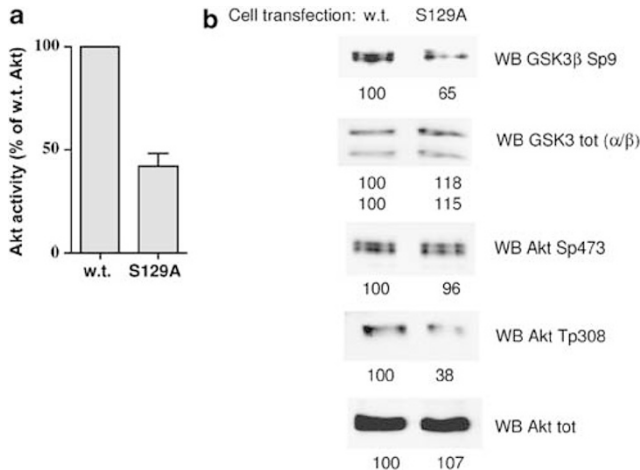 a
Akt activity (% of w.t. Akt)
100
50
0
w.t. S129A
b
Cell transfection: w.t. S129A
WB GSK3β Sp9
100 65
WB GSK3 tot (α/β)
100 118
100 115
WB Akt Sp473
100 96
WB Akt Tp308
100 38
WB Akt tot
100 107